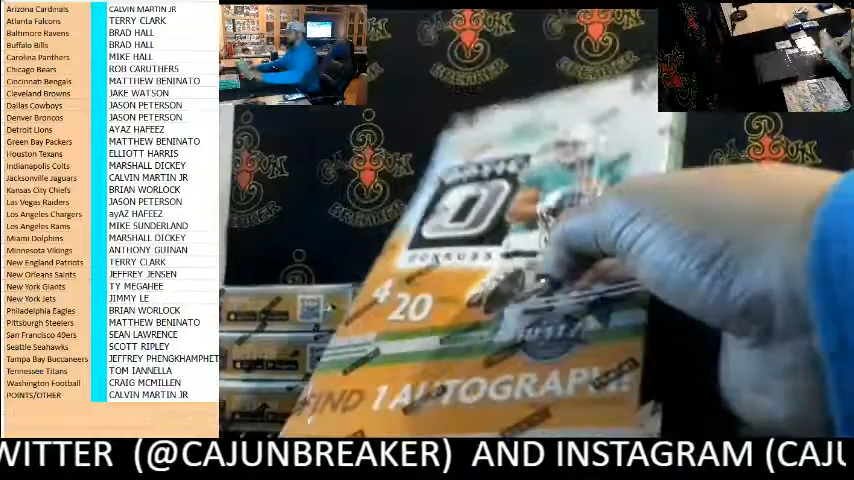 Arizona Cardinals CALVIN MARTIN JR
Atlanta Falcons TERRY CLARK
Baltimore Ravens BRAD HALL
Buffalo Bills BRAD HALL
Carolina Panthers MIKE HALL
Chicago Bears ROB CARUTHERS
Cincinnati Bengals MATTHEW BENINATO
Cleveland Browns JAKE WATSON
Dallas Cowboys JASON PETERSON
Denver Broncos JASON PETERSON
Detroit Lions AYAZ HAFEEZ
Green Bay Packers MATTHEW BENINATO
Houston Texans ELLIOTT HARRIS
Indianapolis Colts MARSHALL DICKEY
Jacksonville Jaguars CALVIN MARTIN JR
Kansas City Chiefs BRIAN WORLOCK
Las Vegas Raiders JASON PETERSON
Los Angeles Chargers ayAZ HAFEEZ
Los Angeles Rams MIKE SUNDERLAND
Miami Dolphins MARSHALL DICKEY
Minnesota Vikings ANTHONY GUINAN
New England Patriots TERRY CLARK
New Orleans Saints JEFFREY JENSEN
New York Giants TY MEGAHEE
New York Jets JIMMY LE
Philadelphia Eagles BRIAN WORLOCK
Pittsburgh Steelers MATTHEW BENINATO
San Francisco 49ers SEAN LAWRENCE
Seattle Seahawks SCOTT RIPLEY
Tampa Bay Buccaneers JEFFREY PHENGKHAMPHET
Tennessee Titans TOM IANNELLA
Washington Football CRAIG MCMILLEN
POINTS/OTHER CALVIN MARTIN JR
CAJUN
BREAKER
DONRUSS
4 20
FIND 1 AUTOGRAPH
WITTER (@CAJUNBREAKER) AND INSTAGRAM (CAJU